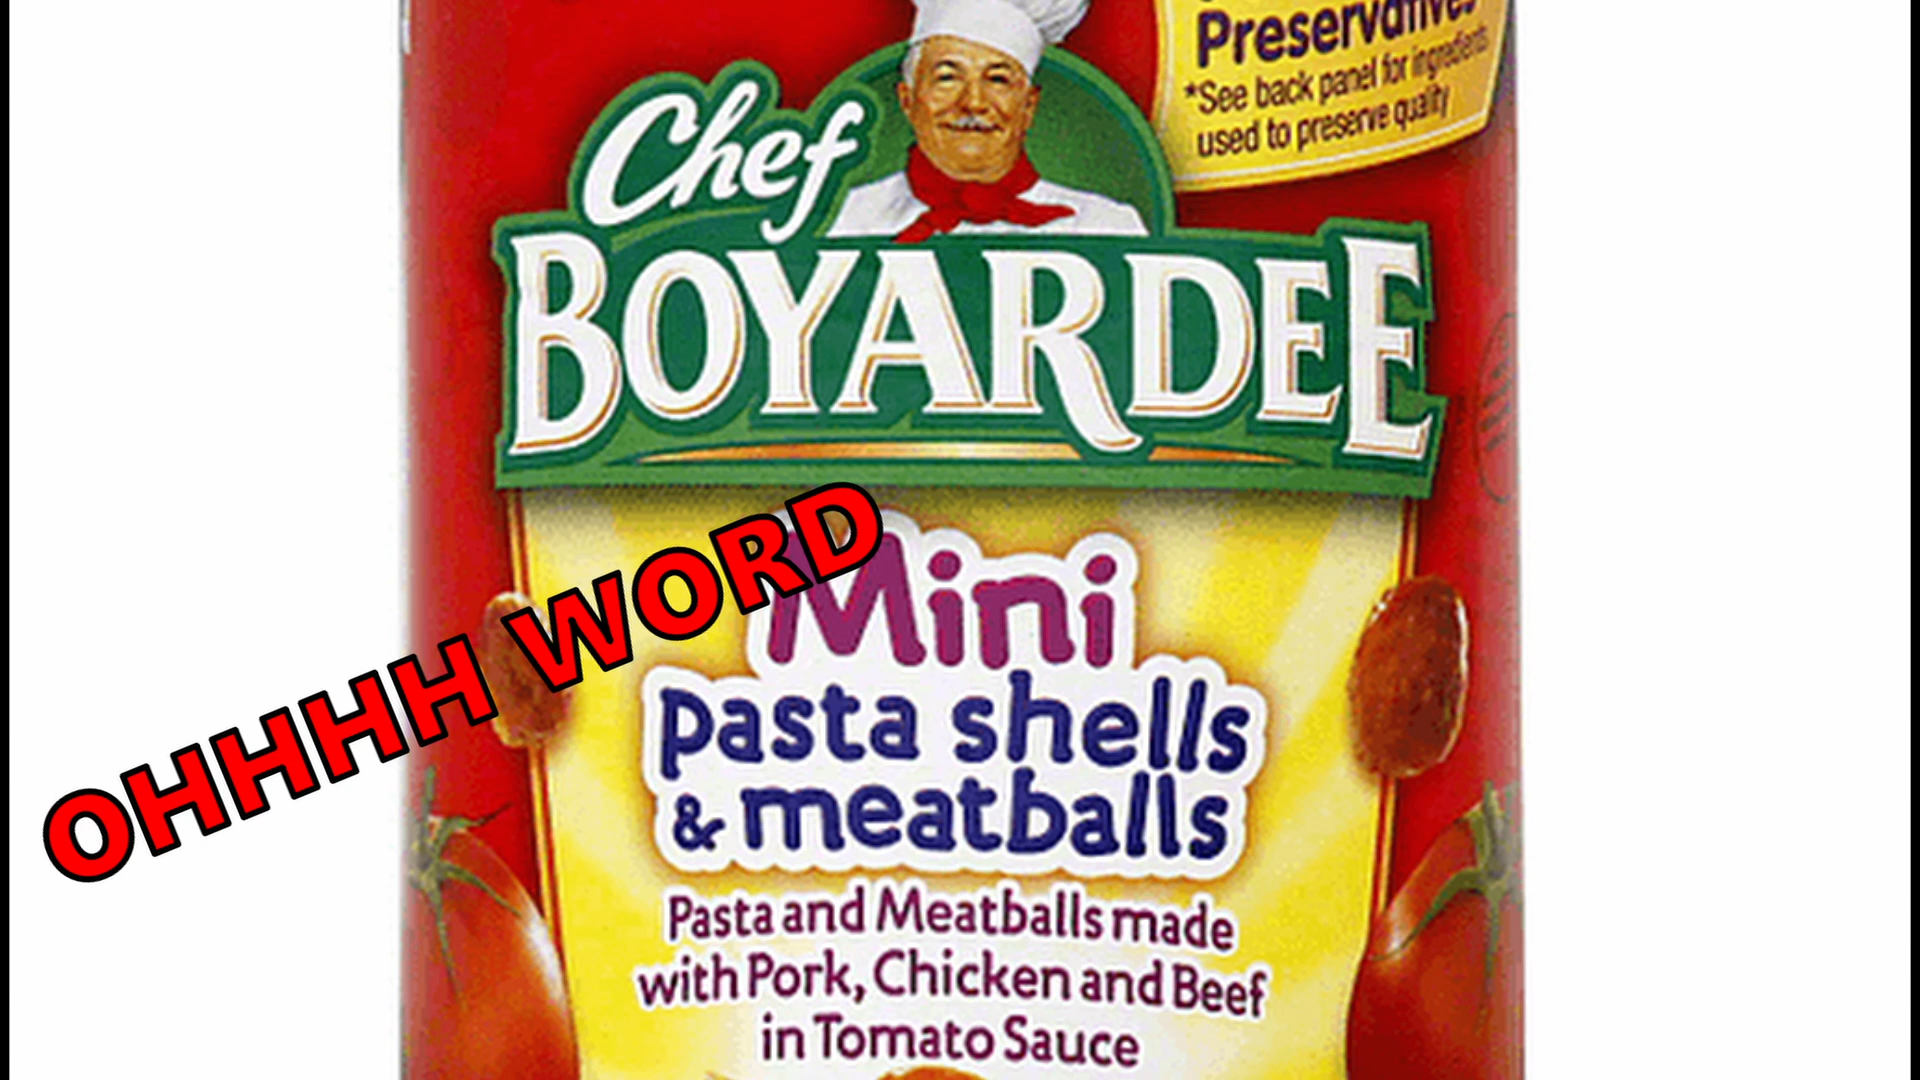 Preservatives
*See back panel for ingredients
used to preserve quality
Chef
BOYARDEE
OHHHH WORD
Mini
pasta shells
& meatballs
Pasta and Meatballs made
with Pork, Chicken and Beef
in Tomato Sauce